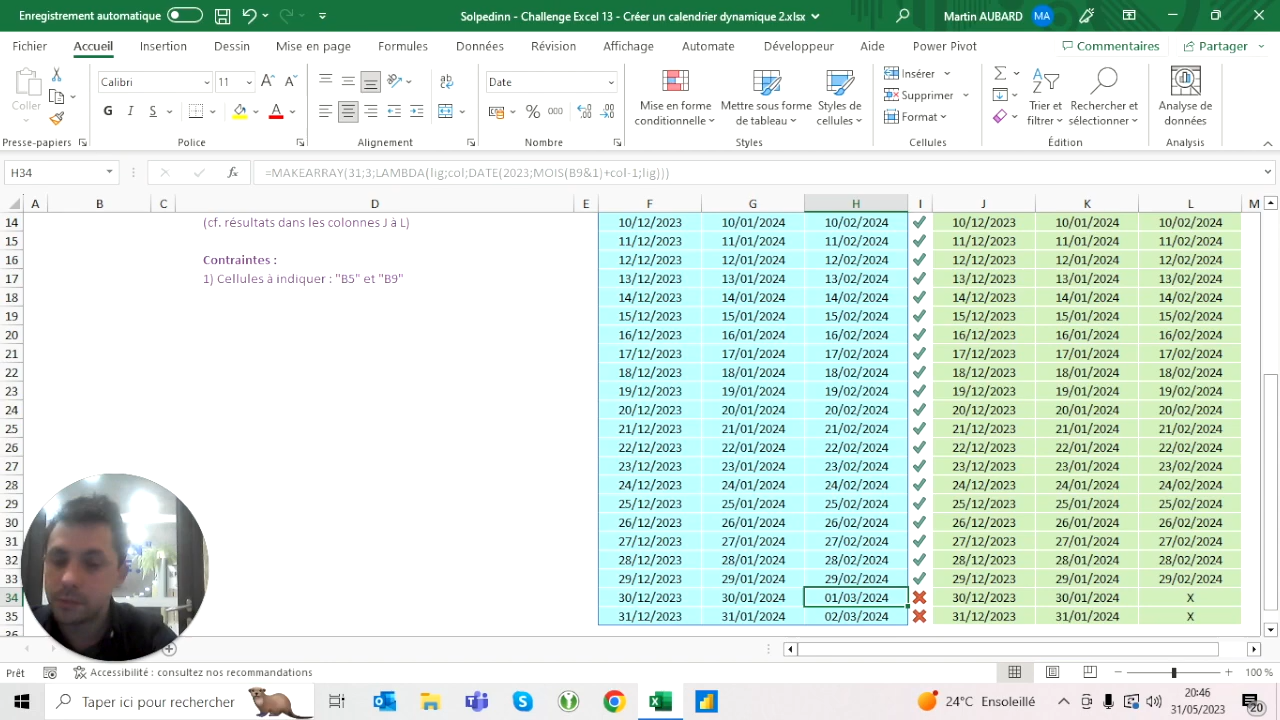 Enregistrement automatique
Solpedinn - Challenge Excel 13 - Créer un calendrier dynamique 2.xlsx
Martin AUBARD MA
Fichier Accueil Insertion Dessin Mise en page Formules Données Révision Affichage Automate Développeur Aide Power Pivot Commentaires Partager
Coller
Calibri 11
G I S
Date
% 000
Mise en forme conditionnelle
Mettre sous forme de tableau
Styles de cellules
Insérer
Supprimer
Format
Trier et filtrer
Rechercher et sélectionner
Analyse de données
Presse-papiers Police Alignement Nombre Styles Cellules Édition Analysis
H34 fx =MAKEARRAY(31;3;LAMBDA(lig;col;DATE(2023;MOIS(B9&1)+col-1;lig)))
A B C D E F G H I J K L M
14 (cf. résultats dans les colonnes J à L) 10/12/2023 10/01/2024 10/02/2024 10/12/2023 10/01/2024 10/02/2024
15 11/12/2023 11/01/2024 11/02/2024 11/12/2023 11/01/2024 11/02/2024
16 Contraintes : 12/12/2023 12/01/2024 12/02/2024 12/12/2023 12/01/2024 12/02/2024
17 1) Cellules à indiquer : "B5" et "B9" 13/12/2023 13/01/2024 13/02/2024 13/12/2023 13/01/2024 13/02/2024
18 14/12/2023 14/01/2024 14/02/2024 14/12/2023 14/01/2024 14/02/2024
19 15/12/2023 15/01/2024 15/02/2024 15/12/2023 15/01/2024 15/02/2024
20 16/12/2023 16/01/2024 16/02/2024 16/12/2023 16/01/2024 16/02/2024
21 17/12/2023 17/01/2024 17/02/2024 17/12/2023 17/01/2024 17/02/2024
22 18/12/2023 18/01/2024 18/02/2024 18/12/2023 18/01/2024 18/02/2024
23 19/12/2023 19/01/2024 19/02/2024 19/12/2023 19/01/2024 19/02/2024
24 20/12/2023 20/01/2024 20/02/2024 20/12/2023 20/01/2024 20/02/2024
25 21/12/2023 21/01/2024 21/02/2024 21/12/2023 21/01/2024 21/02/2024
26 22/12/2023 22/01/2024 22/02/2024 22/12/2023 22/01/2024 22/02/2024
27 23/12/2023 23/01/2024 23/02/2024 23/12/2023 23/01/2024 23/02/2024
28 24/12/2023 24/01/2024 24/02/2024 24/12/2023 24/01/2024 24/02/2024
29 25/12/2023 25/01/2024 25/02/2024 25/12/2023 25/01/2024 25/02/2024
30 26/12/2023 26/01/2024 26/02/2024 26/12/2023 26/01/2024 26/02/2024
31 27/12/2023 27/01/2024 27/02/2024 27/12/2023 27/01/2024 27/02/2024
32 28/12/2023 28/01/2024 28/02/2024 28/12/2023 28/01/2024 28/02/2024
33 29/12/2023 29/01/2024 29/02/2024 29/12/2023 29/01/2024 29/02/2024
34 30/12/2023 30/01/2024 01/03/2024 30/12/2023 30/01/2024 X
35 31/12/2023 31/01/2024 02/03/2024 31/12/2023 31/01/2024 X
36
Prêt Accessibilité : consultez nos recommandations 100 %
Taper ici pour rechercher
24°C Ensoleillé
20:46
31/05/2023
20